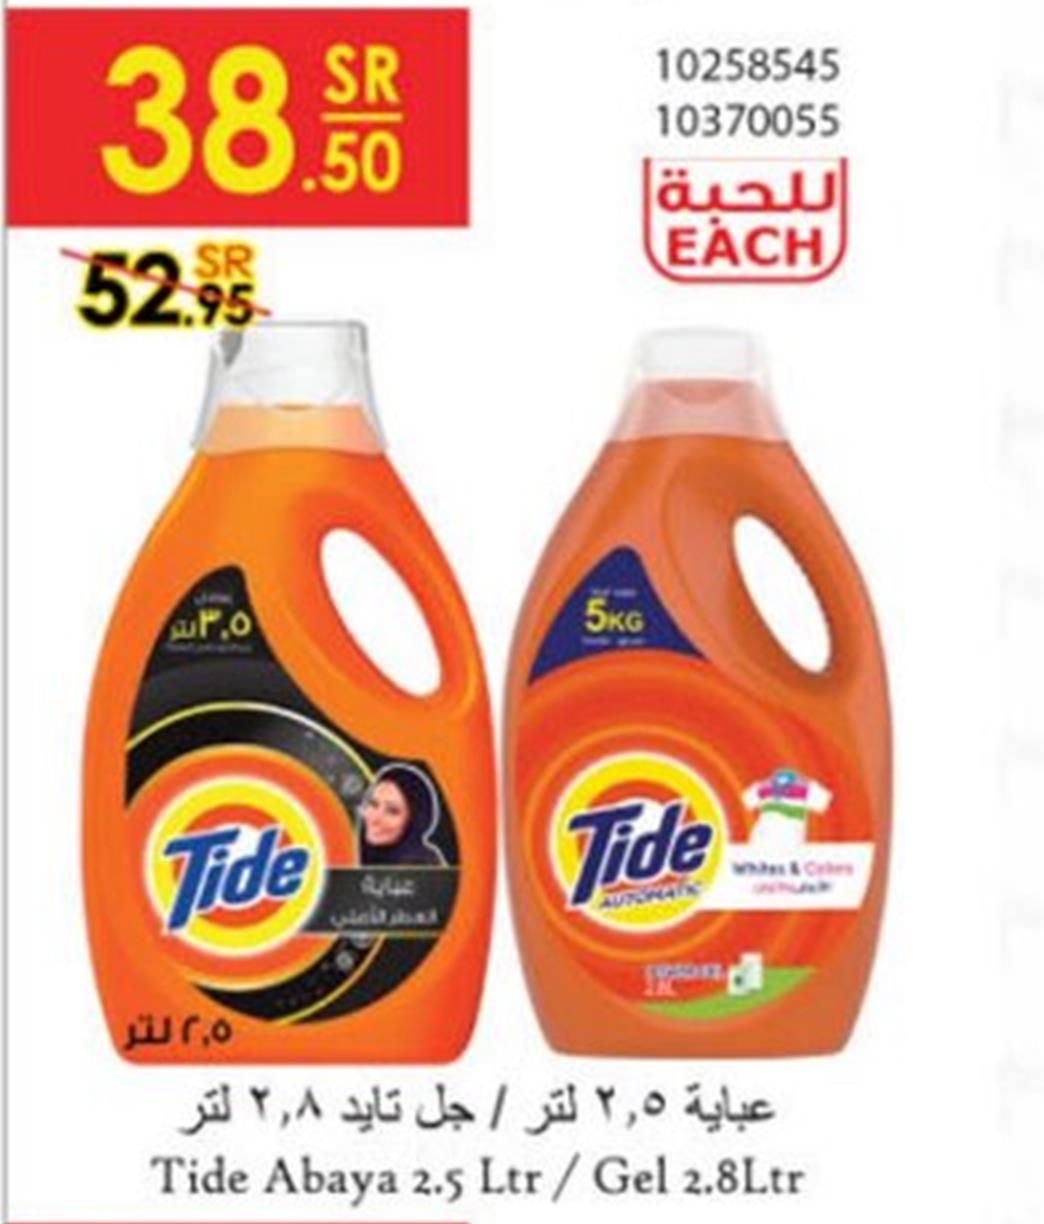 38.50 SR
10258545
10370055
للحبة
EACH
52.95 SR
٣,٥ لتر
5KG
Tide
عباية
العطر الأصلي
٢,٥ لتر
Tide
AUTOMATIC
Whites & Colors
عباية ٢,٥ لتر / جل تايد ٢,٨ لتر
Tide Abaya 2.5 Ltr / Gel 2.8Ltr